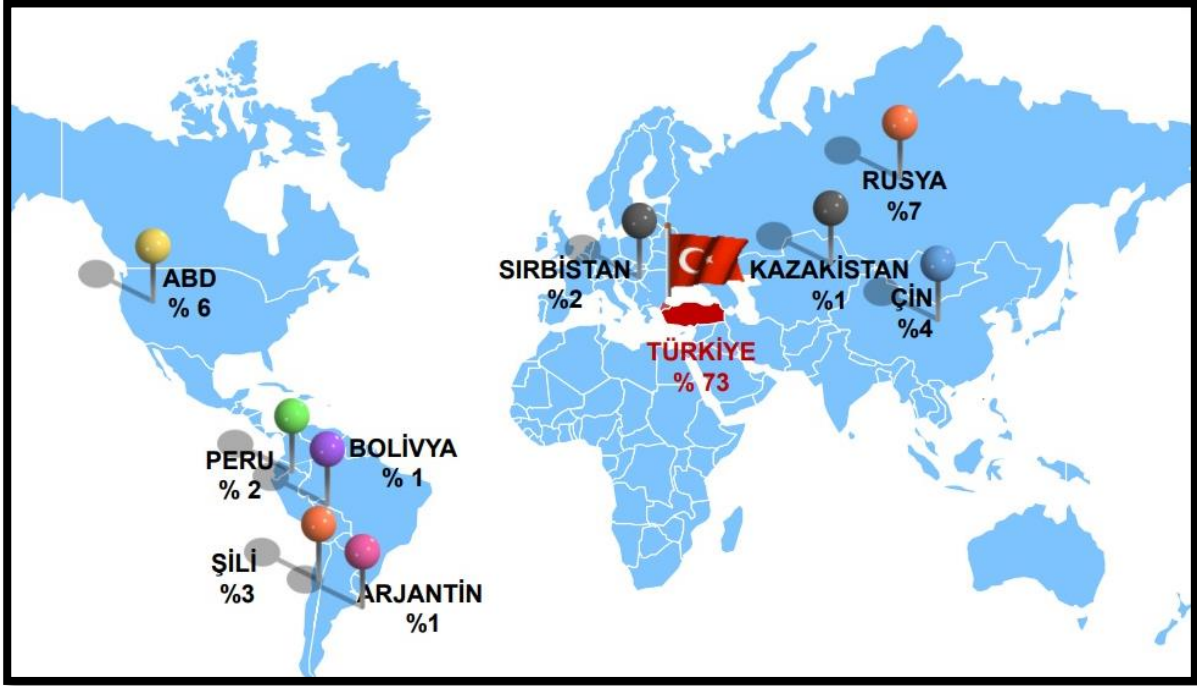 RUSYA
%7
ABD
% 6
SIRBİSTAN
%2
KAZAKİSTAN
%1
ÇİN
%4
TÜRKİYE
% 73
PERU
% 2
BOLİVYA
% 1
ŞİLİ
%3
ARJANTİN
%1